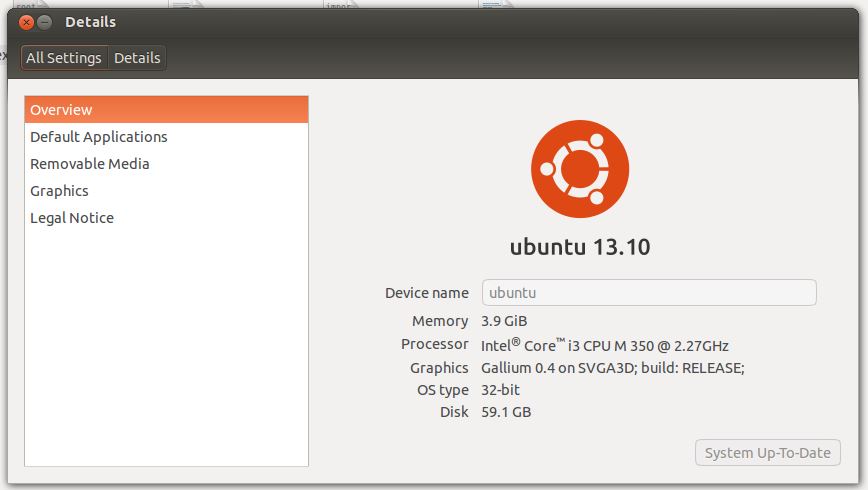 Details
All Settings Details
Overview
Default Applications
Removable Media
Graphics
Legal Notice
ubuntu 13.10
Device name ubuntu
Memory 3.9 GiB
Processor Intel® Core™ i3 CPU M 350 @ 2.27GHz
Graphics Gallium 0.4 on SVGA3D; build: RELEASE;
OS type 32-bit
Disk 59.1 GB
System Up-To-Date